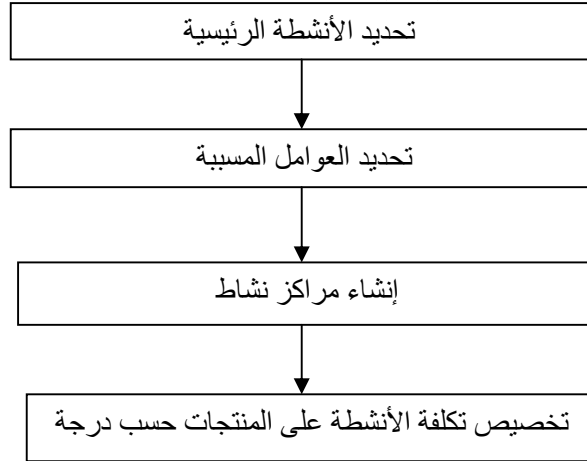 تحديد الأنشطة الرئيسية
تحديد العوامل المسببة
إنشاء مراكز نشاط
تخصيص تكلفة الأنشطة على المنتجات حسب درجة